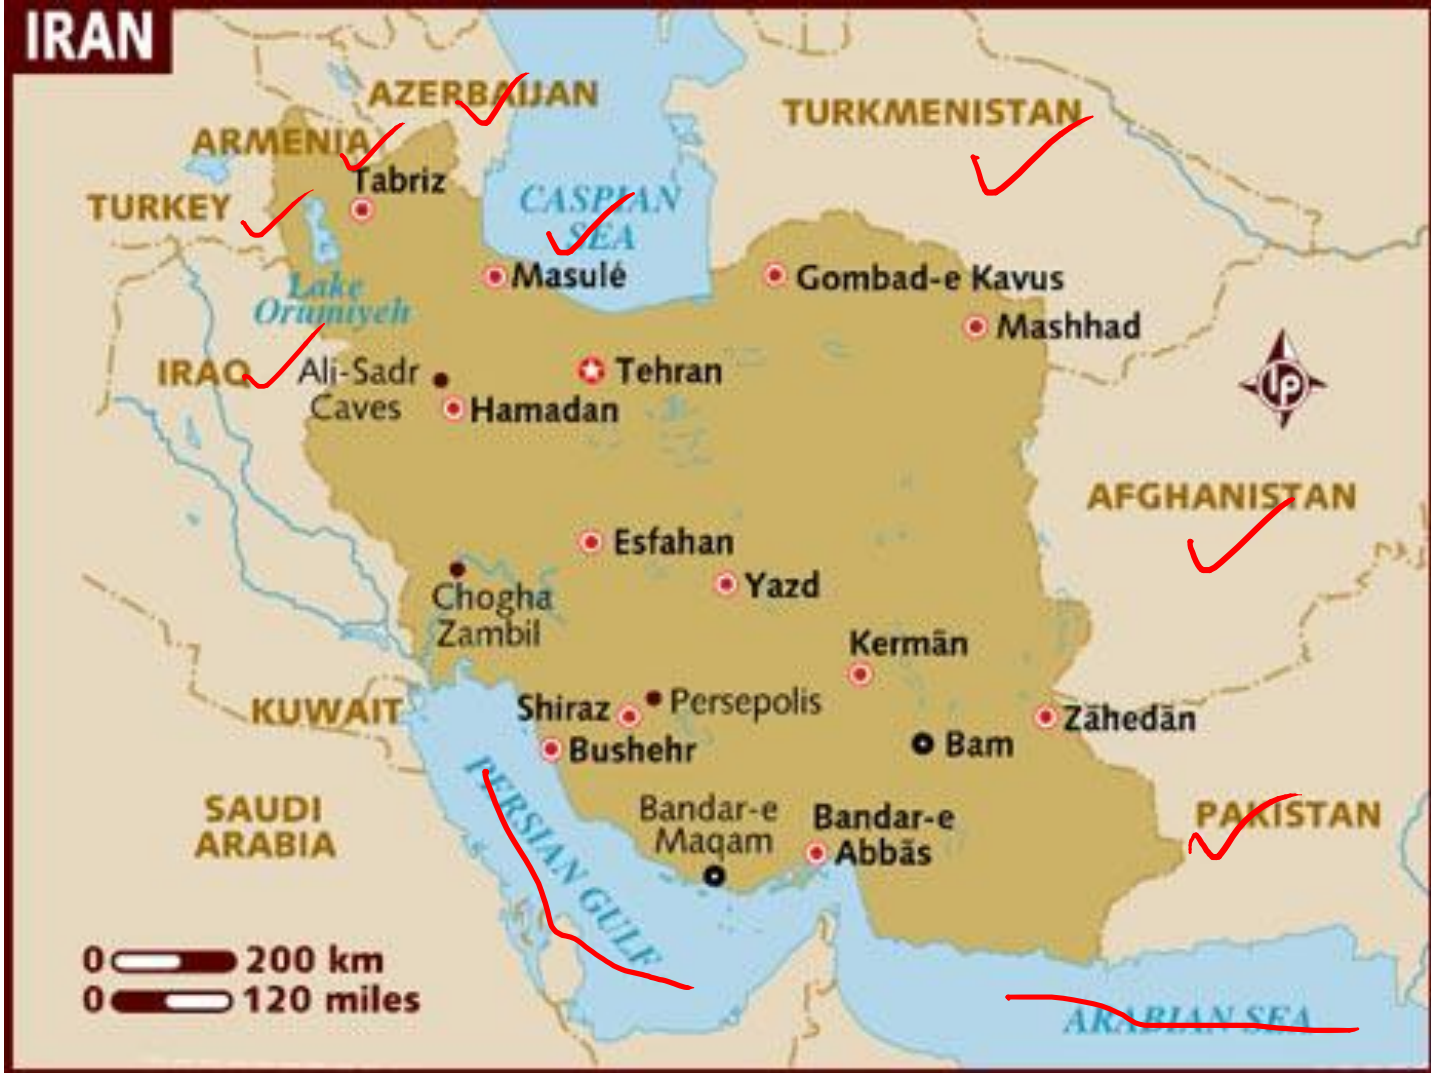 IRAN
AZERBAIJAN
TURKMENISTAN
ARMENIA
Tabriz
TURKEY
CASPIAN
SEA
Masulé
Gombad-e Kavus
Lake
Orumiyeh
Mashhad
IRAQ
Ali-Sadr
Caves
Tehran
lp
Hamadan
AFGHANISTAN
Esfahan
Yazd
Chogha
Zambil
Kermān
KUWAIT
Shiraz
Persepolis
Zāhedān
Bushehr
Bam
PERSIAN GULF
SAUDI
ARABIA
Bandar-e
Maqam
Bandar-e
Abbās
PAKISTAN
0 200 km
0 120 miles
ARABIAN SEA